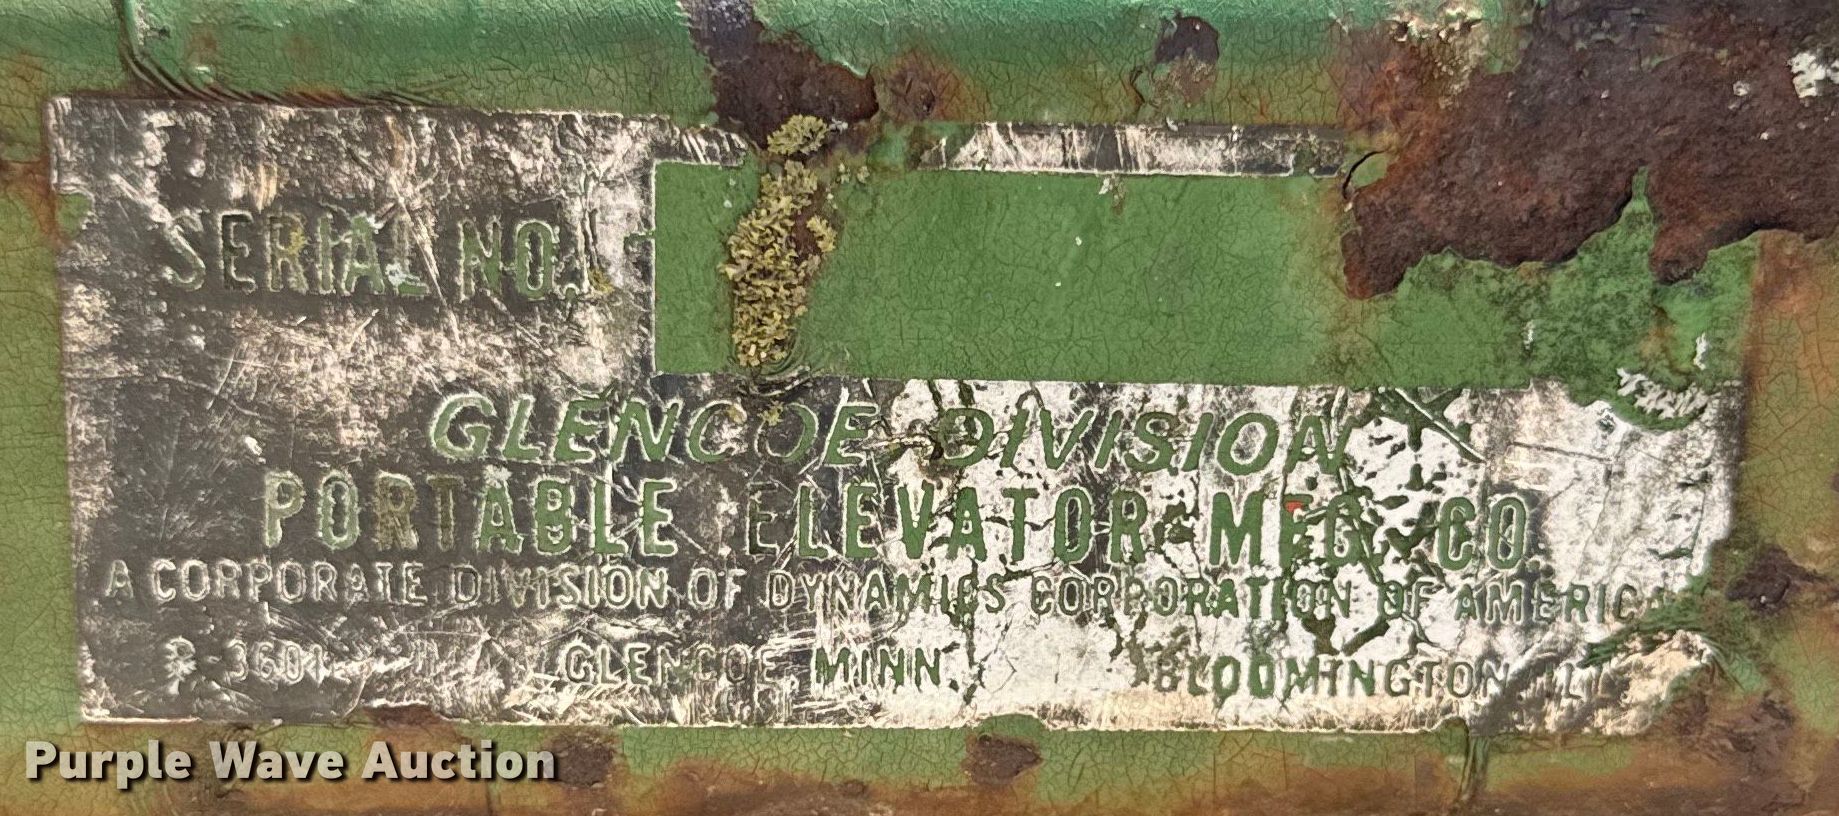 SERIAL NO.
GLENCOE DIVISION
PORTABLE ELEVATOR MFG CO.
A CORPORATE DIVISION OF DYNAMICS CORPORATION OF AMERICA
GLENCOE, MINN BLOOMINGTON, ILL
Purple Wave Auction